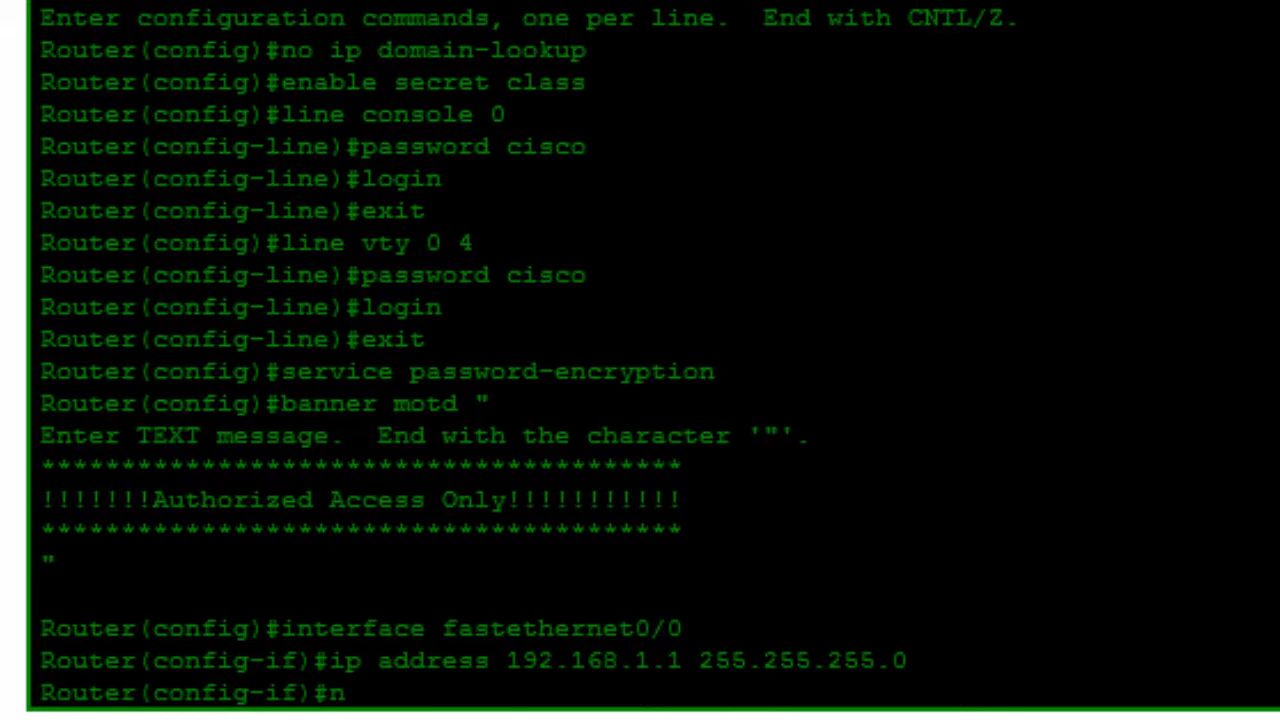 Enter configuration commands, one per line.  End with CNTL/Z.
Router(config)#no ip domain-lookup
Router(config)#enable secret class
Router(config)#line console 0
Router(config-line)#password cisco
Router(config-line)#login
Router(config-line)#exit
Router(config)#line vty 0 4
Router(config-line)#password cisco
Router(config-line)#login
Router(config-line)#exit
Router(config)#service password-encryption
Router(config)#banner motd "
Enter TEXT message.  End with the character '"'.
****************************************
!!!!!!!Authorized Access Only!!!!!!!!!!!
****************************************
"
Router(config)#interface fastethernet0/0
Router(config-if)#ip address 192.168.1.1 255.255.255.0
Router(config-if)#n